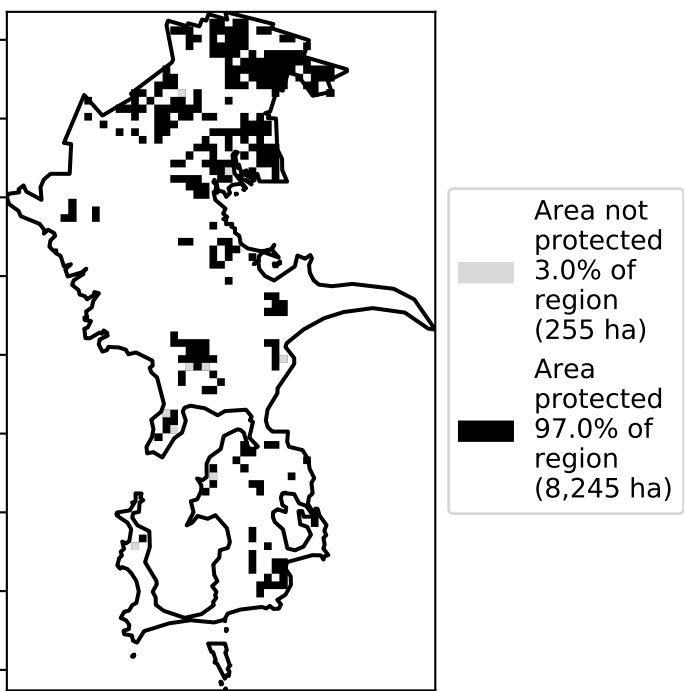 Area not
protected
3.0% of
region
(255 ha)
Area
protected
97.0% of
region
(8,245 ha)